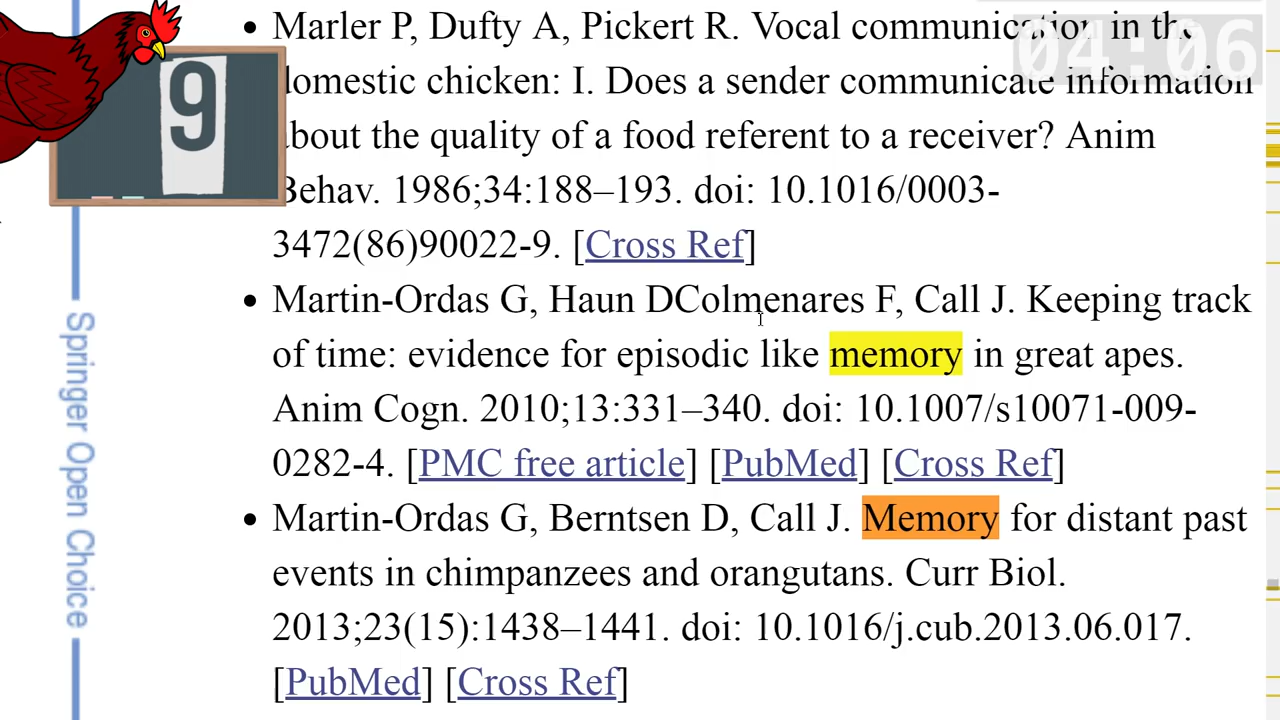 Marler P, Dufty A, Pickert R. Vocal communication in the
04:06
9
domestic chicken: I. Does a sender communicate information
about the quality of a food referent to a receiver? Anim
Behav. 1986;34:188–193. doi: 10.1016/0003-
3472(86)90022-9. [Cross Ref]
• Martin-Ordas G, Haun DColmenares F, Call J. Keeping track
of time: evidence for episodic like memory in great apes.
Anim Cogn. 2010;13:331–340. doi: 10.1007/s10071-009-
0282-4. [PMC free article] [PubMed] [Cross Ref]
• Martin-Ordas G, Berntsen D, Call J. Memory for distant past
events in chimpanzees and orangutans. Curr Biol.
2013;23(15):1438–1441. doi: 10.1016/j.cub.2013.06.017.
[PubMed] [Cross Ref]
Springer Open Choice